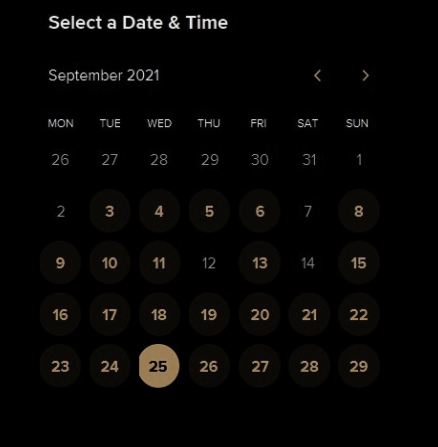 Select a Date & Time
September 2021
MON TUE WED THU FRI SAT SUN
26 27 28 29 30 31 1
2 3 4 5 6 7 8
9 10 11 12 13 14 15
16 17 18 19 20 21 22
23 24 25 26 27 28 29